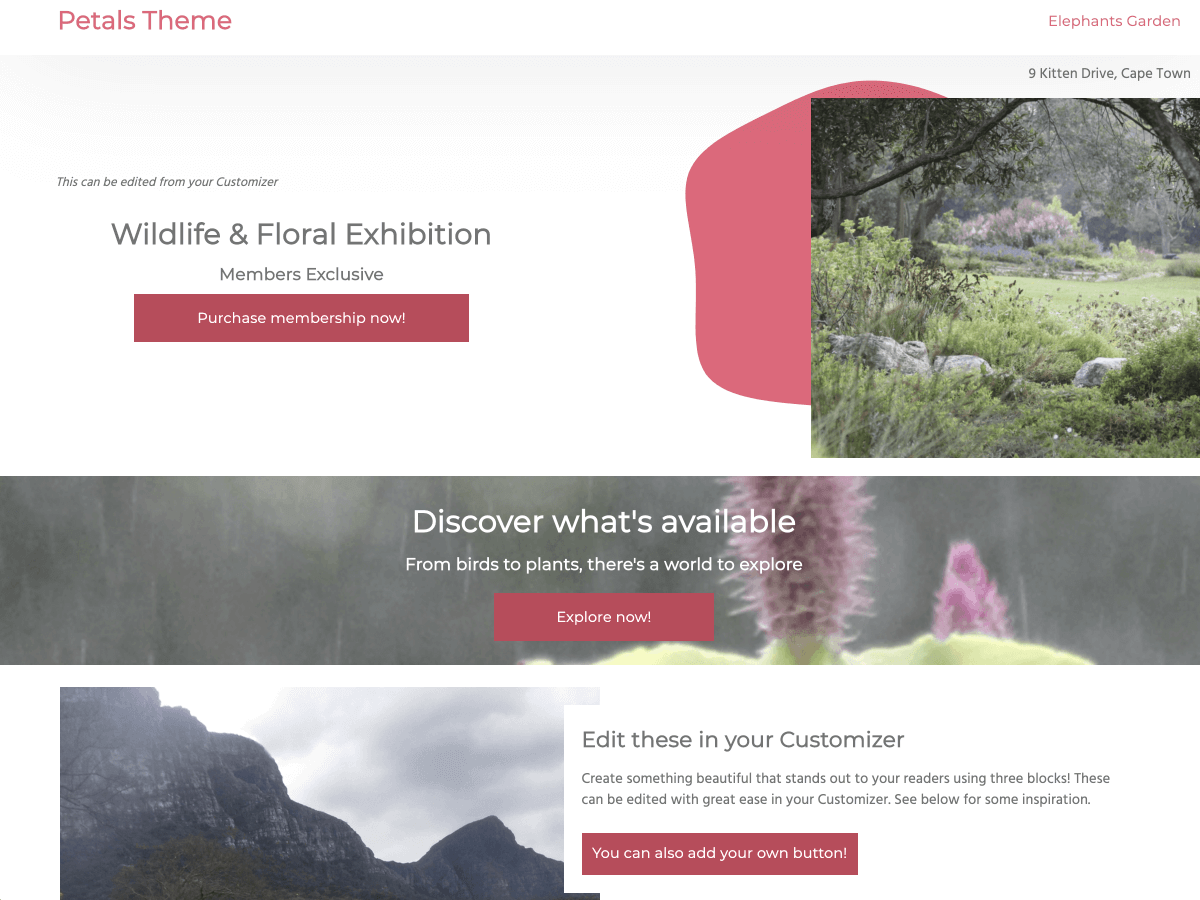 Petals Theme
Elephants Garden
9 Kitten Drive, Cape Town
This can be edited from your Customizer
Wildlife & Floral Exhibition
Members Exclusive
Purchase membership now!
Discover what's available
From birds to plants, there's a world to explore
Explore now!
Edit these in your Customizer
Create something beautiful that stands out to your readers using three blocks! These
can be edited with great ease in your Customizer. See below for some inspiration.
You can also add your own button!